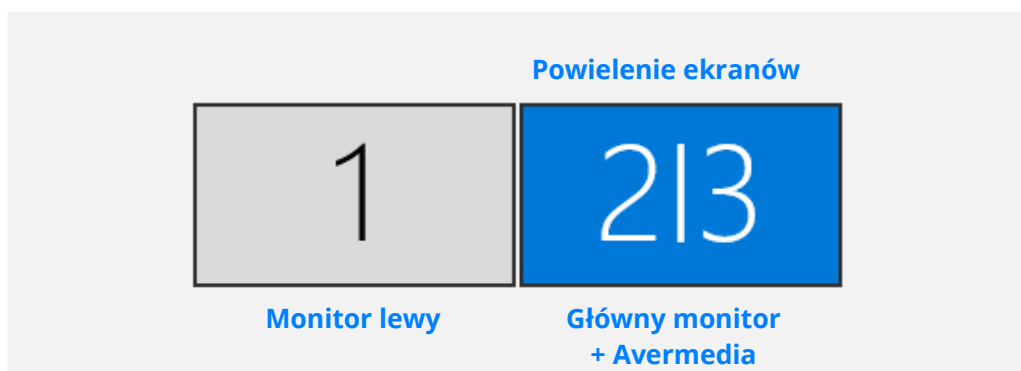 Powielenie ekranów
1
2|3
Monitor lewy
Główny monitor
+ Avermedia